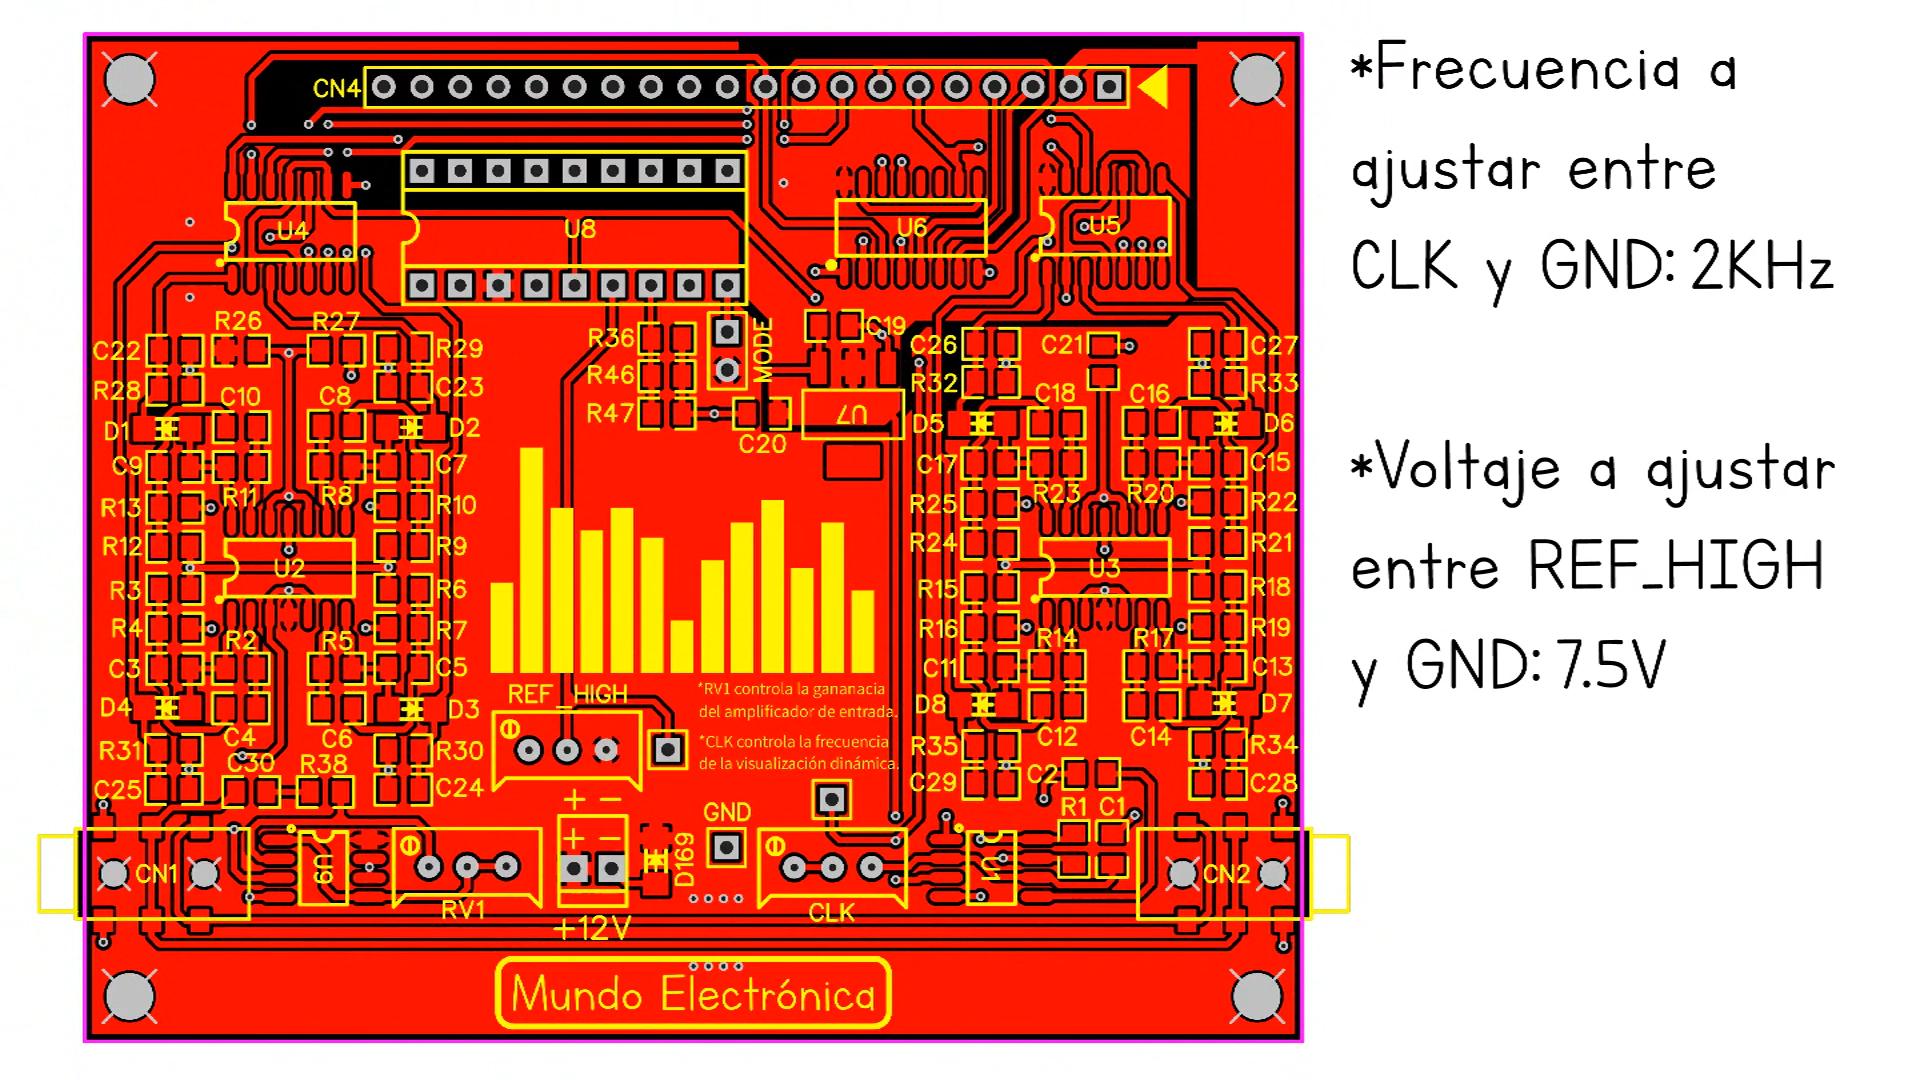 *Frecuencia a
ajustar entre
CLK y GND: 2KHz
*Voltaje a ajustar
entre REF_HIGH
y GND: 7.5V
CN4
U4
U8
U6
U5
R26
R27
C22
R29
R28
C23
C10
C8
D1
D2
C9
C7
R11
R8
R13
R10
R12
R9
U2
R3
R6
R4
R7
R2
R5
C3
C5
D4
D3
C4
C6
R31
R30
C30
R38
C25
C24
R36
R46
R47
MODE
C19
C20
U7
C26
C21
C27
R32
R33
C18
C16
D5
D6
C17
C15
R23
R20
R25
R22
R24
R21
U3
R15
R18
R16
R19
R14
R17
C11
C13
D8
D7
C12
C14
R35
R34
C2
C29
C28
R1
C1
REF_HIGH
*RV1 controla la gananacia
del amplificador de entrada.
*CLK controla la frecuencia
de la visualización dinámica.
+ −
+ −
GND
D169
CN1
U9
RV1
+12V
CLK
U1
CN2
Mundo Electrónica